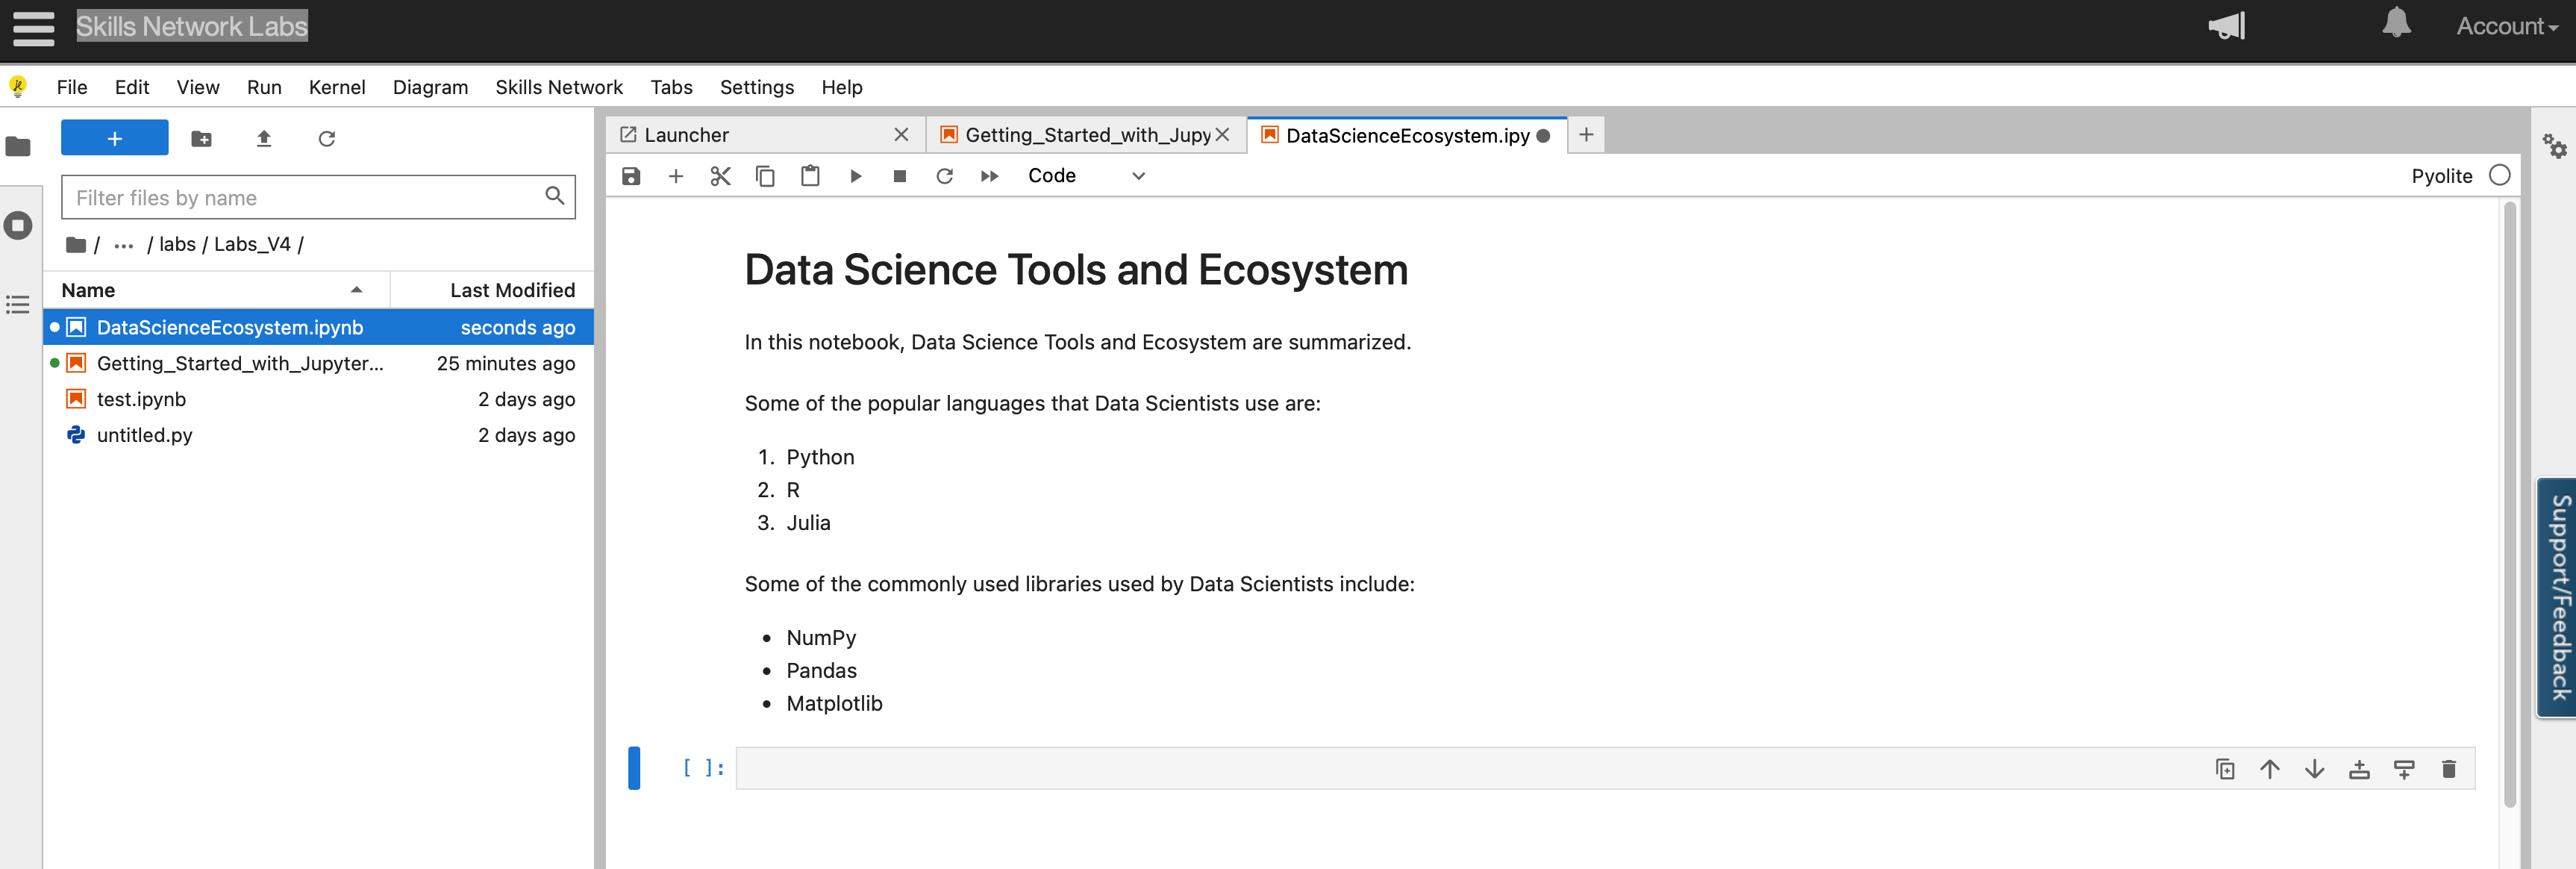 Skills Network Labs
Account
File Edit View Run Kernel Diagram Skills Network Tabs Settings Help
+
Filter files by name
/ ... / labs / Labs_V4 /
Name Last Modified
DataScienceEcosystem.ipynb seconds ago
Getting_Started_with_Jupyter... 25 minutes ago
test.ipynb 2 days ago
untitled.py 2 days ago
Launcher
Getting_Started_with_Jupy
DataScienceEcosystem.ipy
Code
Pyolite
Data Science Tools and Ecosystem
In this notebook, Data Science Tools and Ecosystem are summarized.
Some of the popular languages that Data Scientists use are:
1. Python
2. R
3. Julia
Some of the commonly used libraries used by Data Scientists include:
• NumPy
• Pandas
• Matplotlib
[ ]:
Support/Feedback